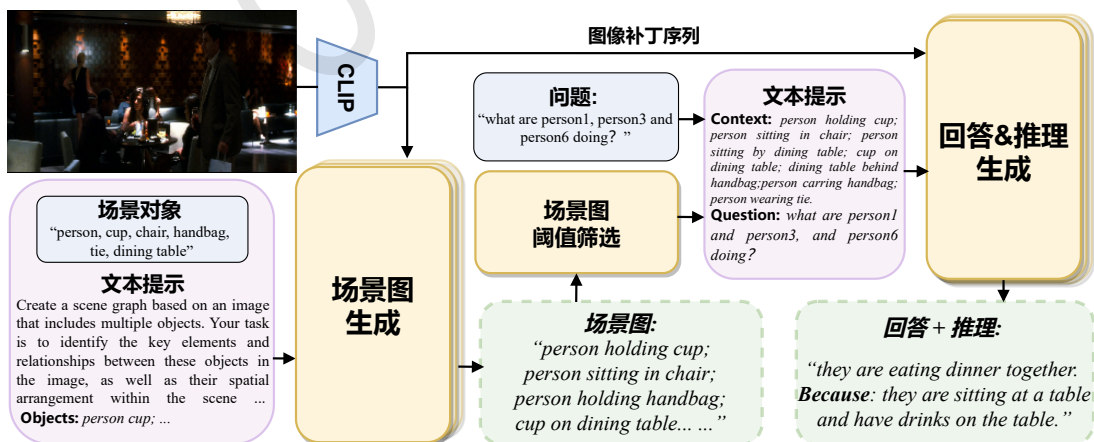 CLIP
图像补丁序列
场景对象
“person, cup, chair, handbag,
tie, dining table”
文本提示
Create a scene graph based on an image
that includes multiple objects. Your task
is to identify the key elements and
relationships between these objects in
the image, as well as their spatial
arrangement within the scene ...
Objects: person cup; ...
场景图
生成
问题:
“what are person1, person3 and
person6 doing? ”
场景图
阈值筛选
场景图:
“person holding cup;
person sitting in chair;
person holding handbag;
cup on dining table... ...”
文本提示
Context: person holding cup;
person sitting in chair; person
sitting by dining table; cup on
dining table; dining table behind
handbag;person carring handbag;
person wearing tie.
Question: what are person1
and person3, and person6
doing?
回答&推理
生成
回答 + 推理:
“they are eating dinner together.
Because: they are sitting at a table
and have drinks on the table.”